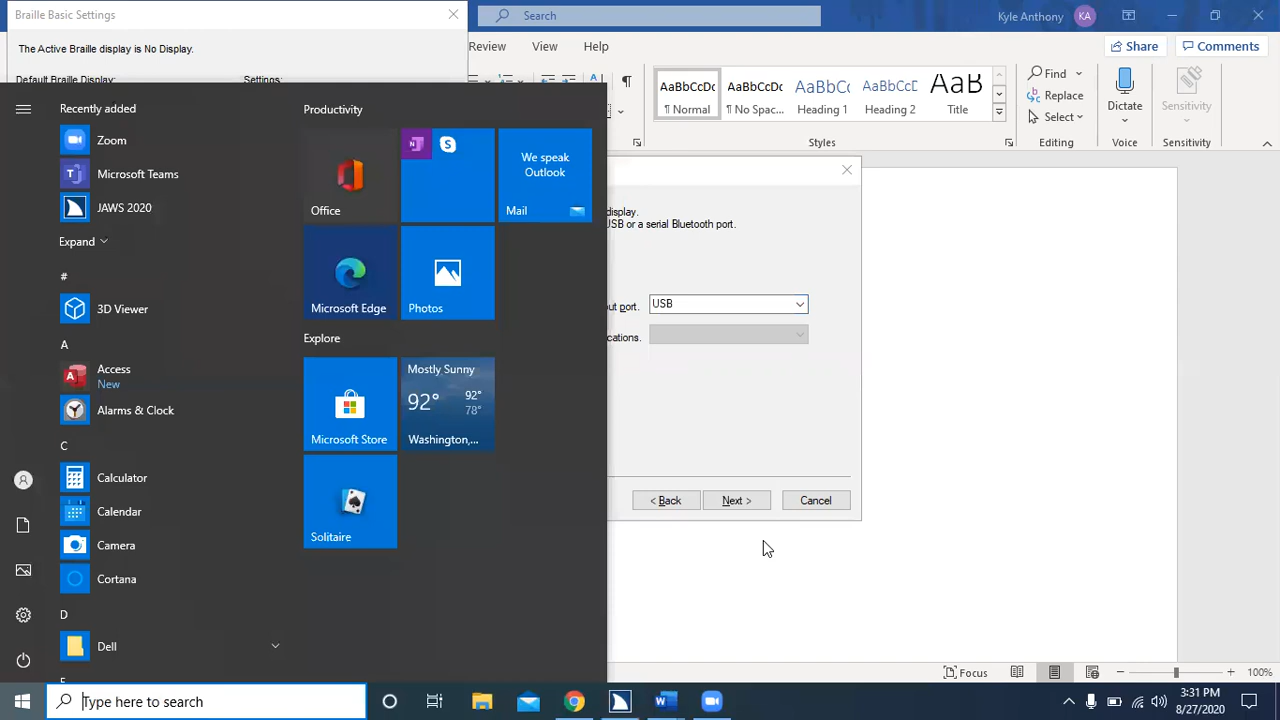 Braille Basic Settings
Search
Kyle Anthony
KA
The Active Braille display is No Display.
Default Braille Display:
Settings:
Review
View
Help
Share
Comments
AaBbCcDc
¶ Normal
AaBbCcDc
¶ No Spac...
AaBbCc
Heading 1
AaBbCcD
Heading 2
AaB
Title
Styles
Find
Replace
Select
Editing
Dictate
Voice
Sensitivity
Sensitivity
Recently added
Zoom
Microsoft Teams
JAWS 2020
Expand
#
3D Viewer
A
Access
New
Alarms & Clock
C
Calculator
Calendar
Camera
Cortana
D
Dell
Productivity
Office
We speak
Outlook
Mail
Microsoft Edge
Photos
Explore
Microsoft Store
Mostly Sunny
92°
92°
78°
Washington,...
Solitaire
display.
USB or a serial Bluetooth port.
put port.
USB
cations.
< Back
Next >
Cancel
Focus
100%
Type here to search
3:31 PM
8/27/2020